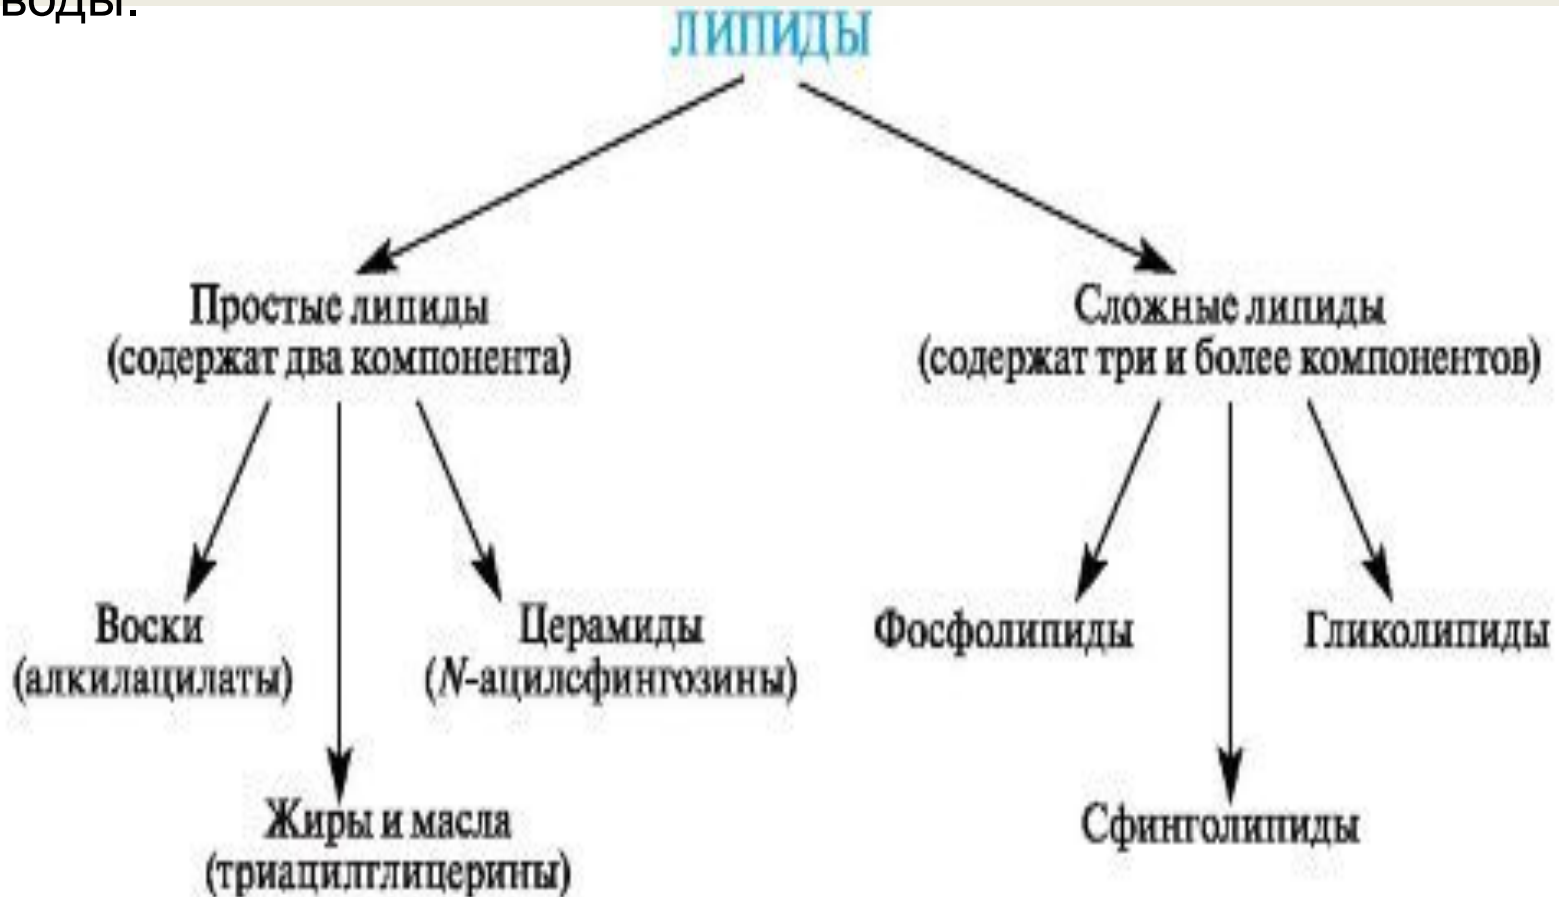 воды.
ЛИПИДЫ
Простые липиды
(содержат два компонента)
Сложные липиды
(содержат три и более компонентов)
Воски
(алкилацилаты)
Церамиды
(N-ацилсфингозины)
Фосфолипиды
Гликолипиды
Жиры и масла
(триацилглицерины)
Сфинголипиды